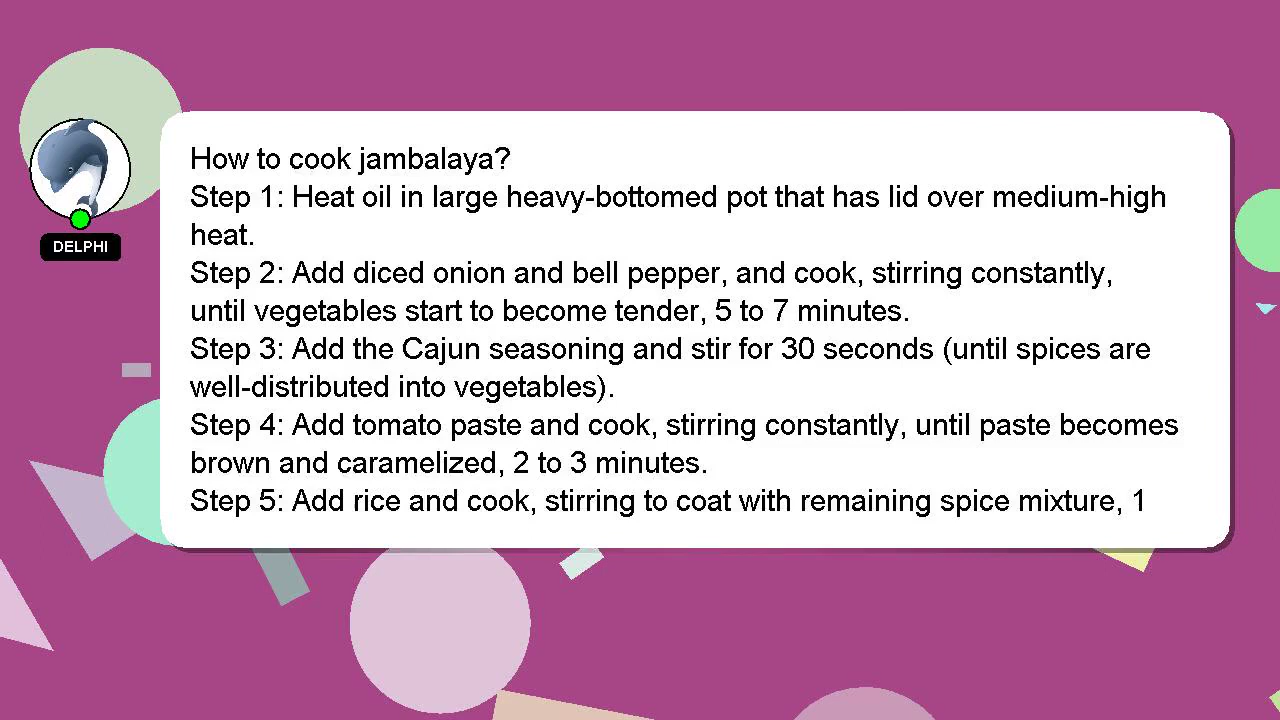 DELPHI
How to cook jambalaya?
Step 1: Heat oil in large heavy-bottomed pot that has lid over medium-high
heat.
Step 2: Add diced onion and bell pepper, and cook, stirring constantly,
until vegetables start to become tender, 5 to 7 minutes.
Step 3: Add the Cajun seasoning and stir for 30 seconds (until spices are
well-distributed into vegetables).
Step 4: Add tomato paste and cook, stirring constantly, until paste becomes
brown and caramelized, 2 to 3 minutes.
Step 5: Add rice and cook, stirring to coat with remaining spice mixture, 1